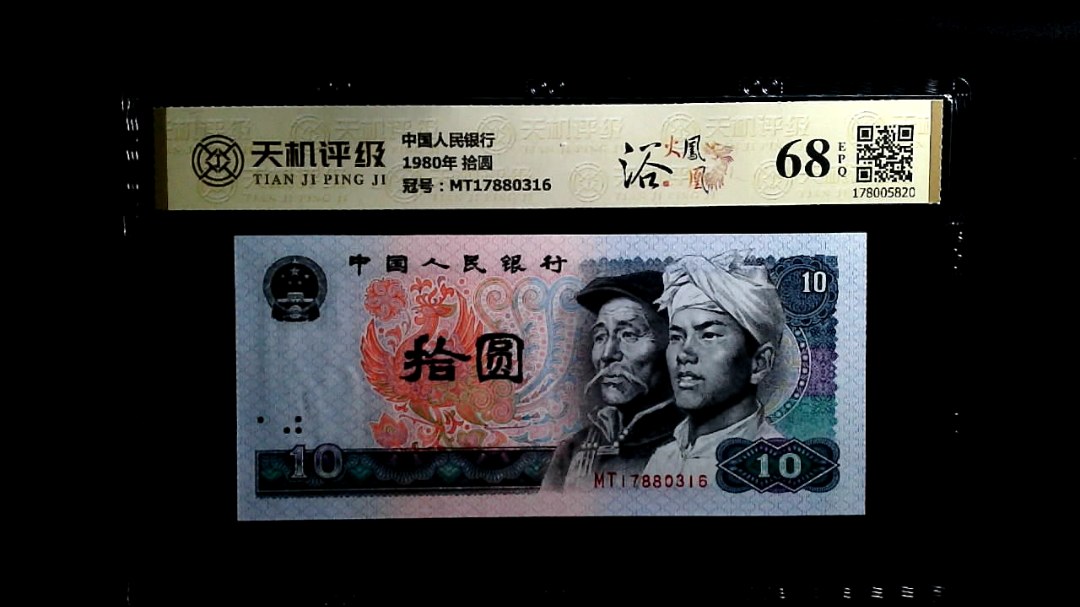 天机评级
TIAN JI PING JI
中国人民银行
1980年 拾圆
冠号：MT17880316
浴火鳳凰
68
EPQ
178005820
中国人民银行
10
拾圆
10
MT17880316
10